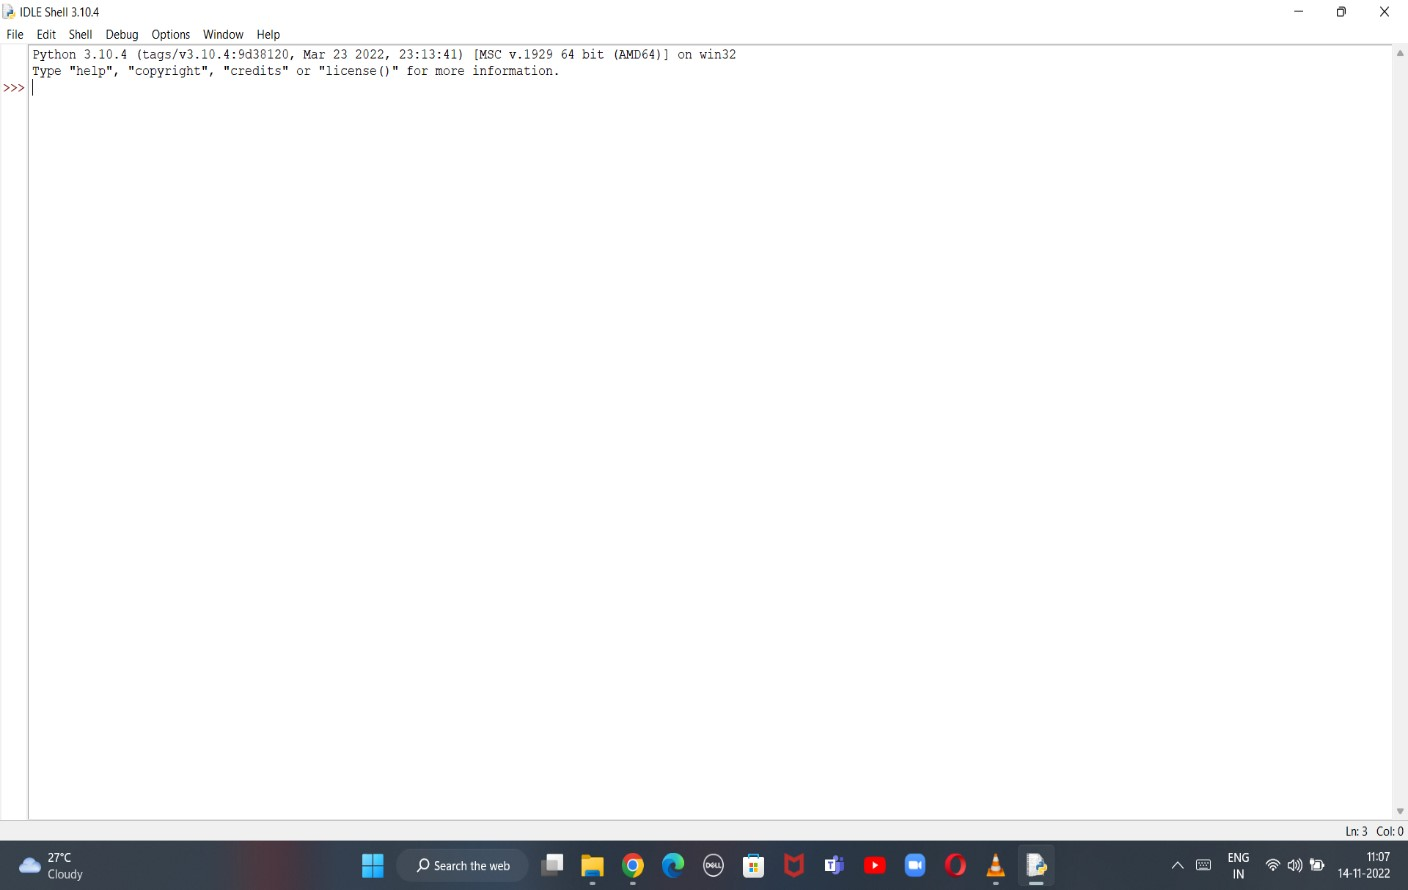 IDLE Shell 3.10.4
File Edit Shell Debug Options Window Help
Python 3.10.4 (tags/v3.10.4:9d38120, Mar 23 2022, 23:13:41) [MSC v.1929 64 bit (AMD64)] on win32
Type "help", "copyright", "credits" or "license()" for more information.
>>>
Ln: 3 Col: 0
27°C
Cloudy
Search the web
DELL
T
ENG
IN
11:07
14-11-2022